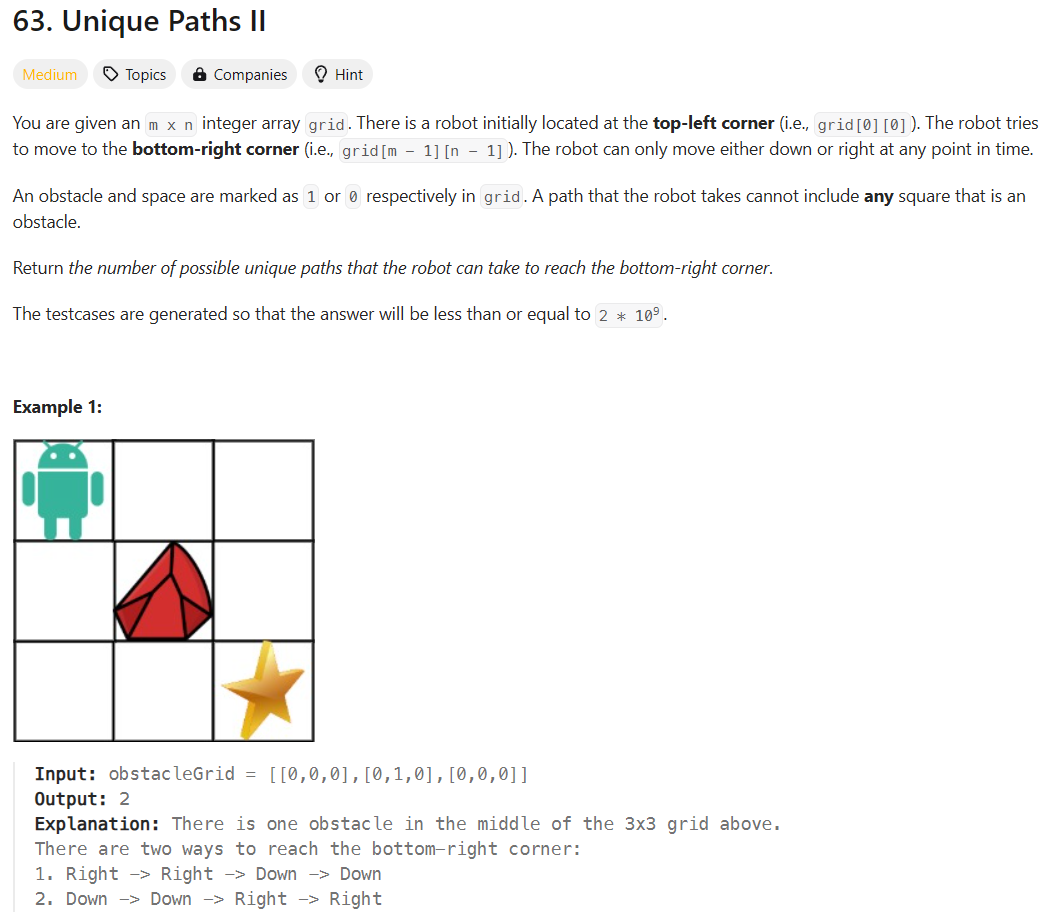 63. Unique Paths II
Medium Topics Companies Hint
You are given an m x n integer array grid. There is a robot initially located at the top-left corner (i.e., grid[0][0]). The robot tries
to move to the bottom-right corner (i.e., grid[m - 1][n - 1]). The robot can only move either down or right at any point in time.
An obstacle and space are marked as 1 or 0 respectively in grid. A path that the robot takes cannot include any square that is an
obstacle.
Return the number of possible unique paths that the robot can take to reach the bottom-right corner.
The testcases are generated so that the answer will be less than or equal to 2 * 10⁹.
Example 1:
Input: obstacleGrid = [[0,0,0],[0,1,0],[0,0,0]]
Output: 2
Explanation: There is one obstacle in the middle of the 3x3 grid above.
There are two ways to reach the bottom-right corner:
1. Right -> Right -> Down -> Down
2. Down -> Down -> Right -> Right